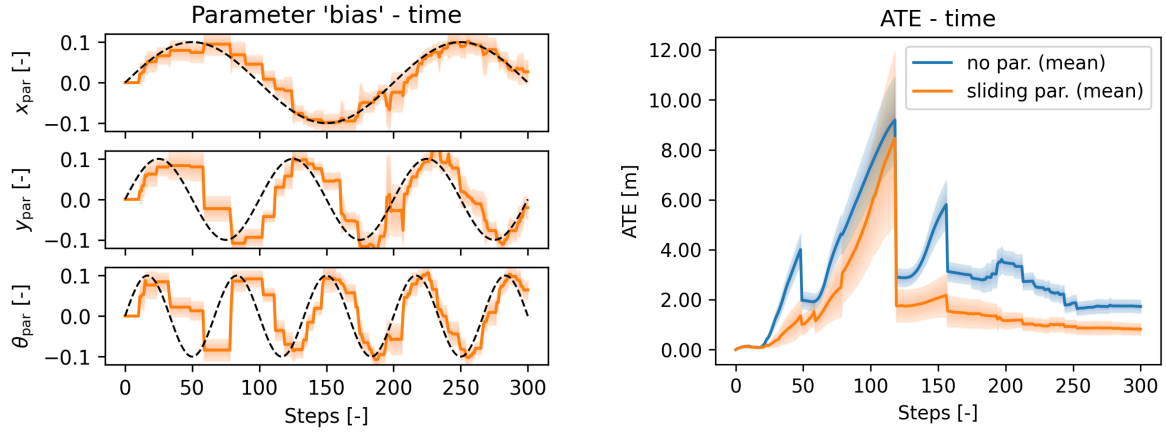 Parameter 'bias' - time
x_par [-]
0.1
0.0
−0.1
y_par [-]
0.1
0.0
−0.1
θ_par [-]
0.1
0.0
−0.1
0 50 100 150 200 250 300
Steps [-]
ATE - time
ATE [m]
12.00
10.00
8.00
6.00
4.00
2.00
0.00
no par. (mean)
sliding par. (mean)
0 50 100 150 200 250 300
Steps [-]